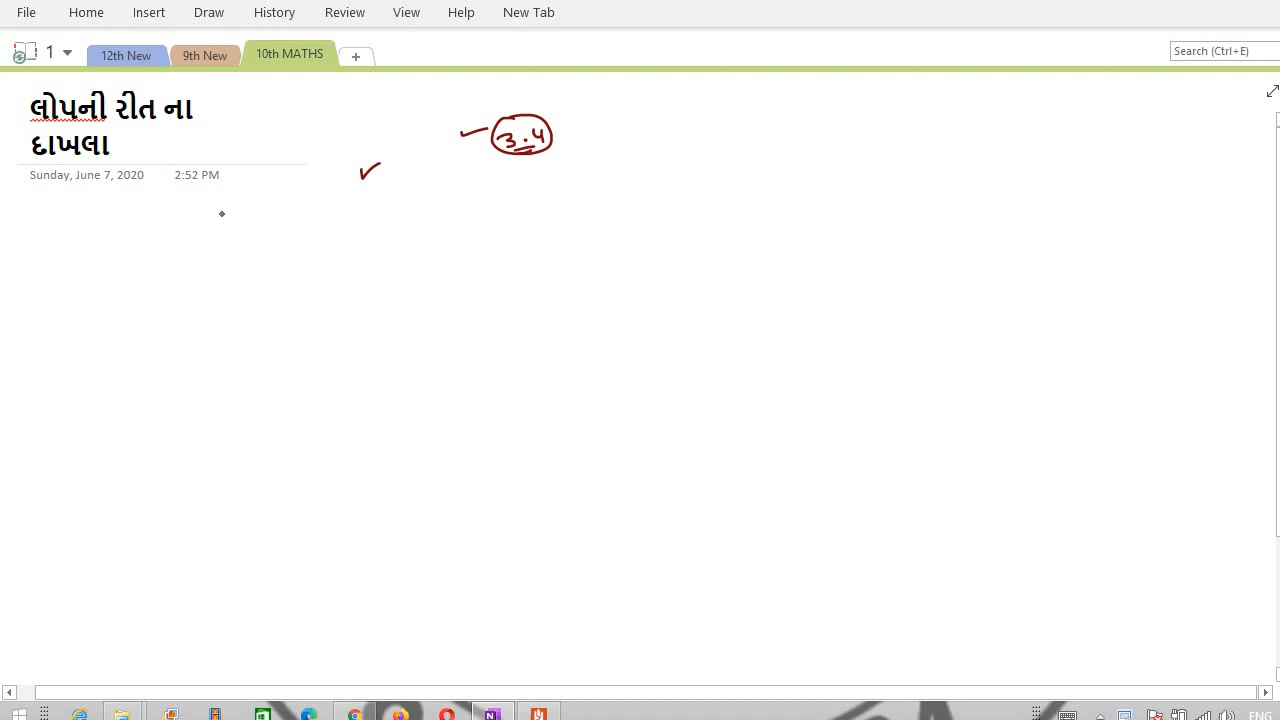 File Home Insert Draw History Review View Help New Tab
1 12th New 9th New 10th MATHS + Search (Ctrl+E)
લોપની રીત ના
દાખલા
3.4
Sunday, June 7, 2020 2:52 PM
ENG